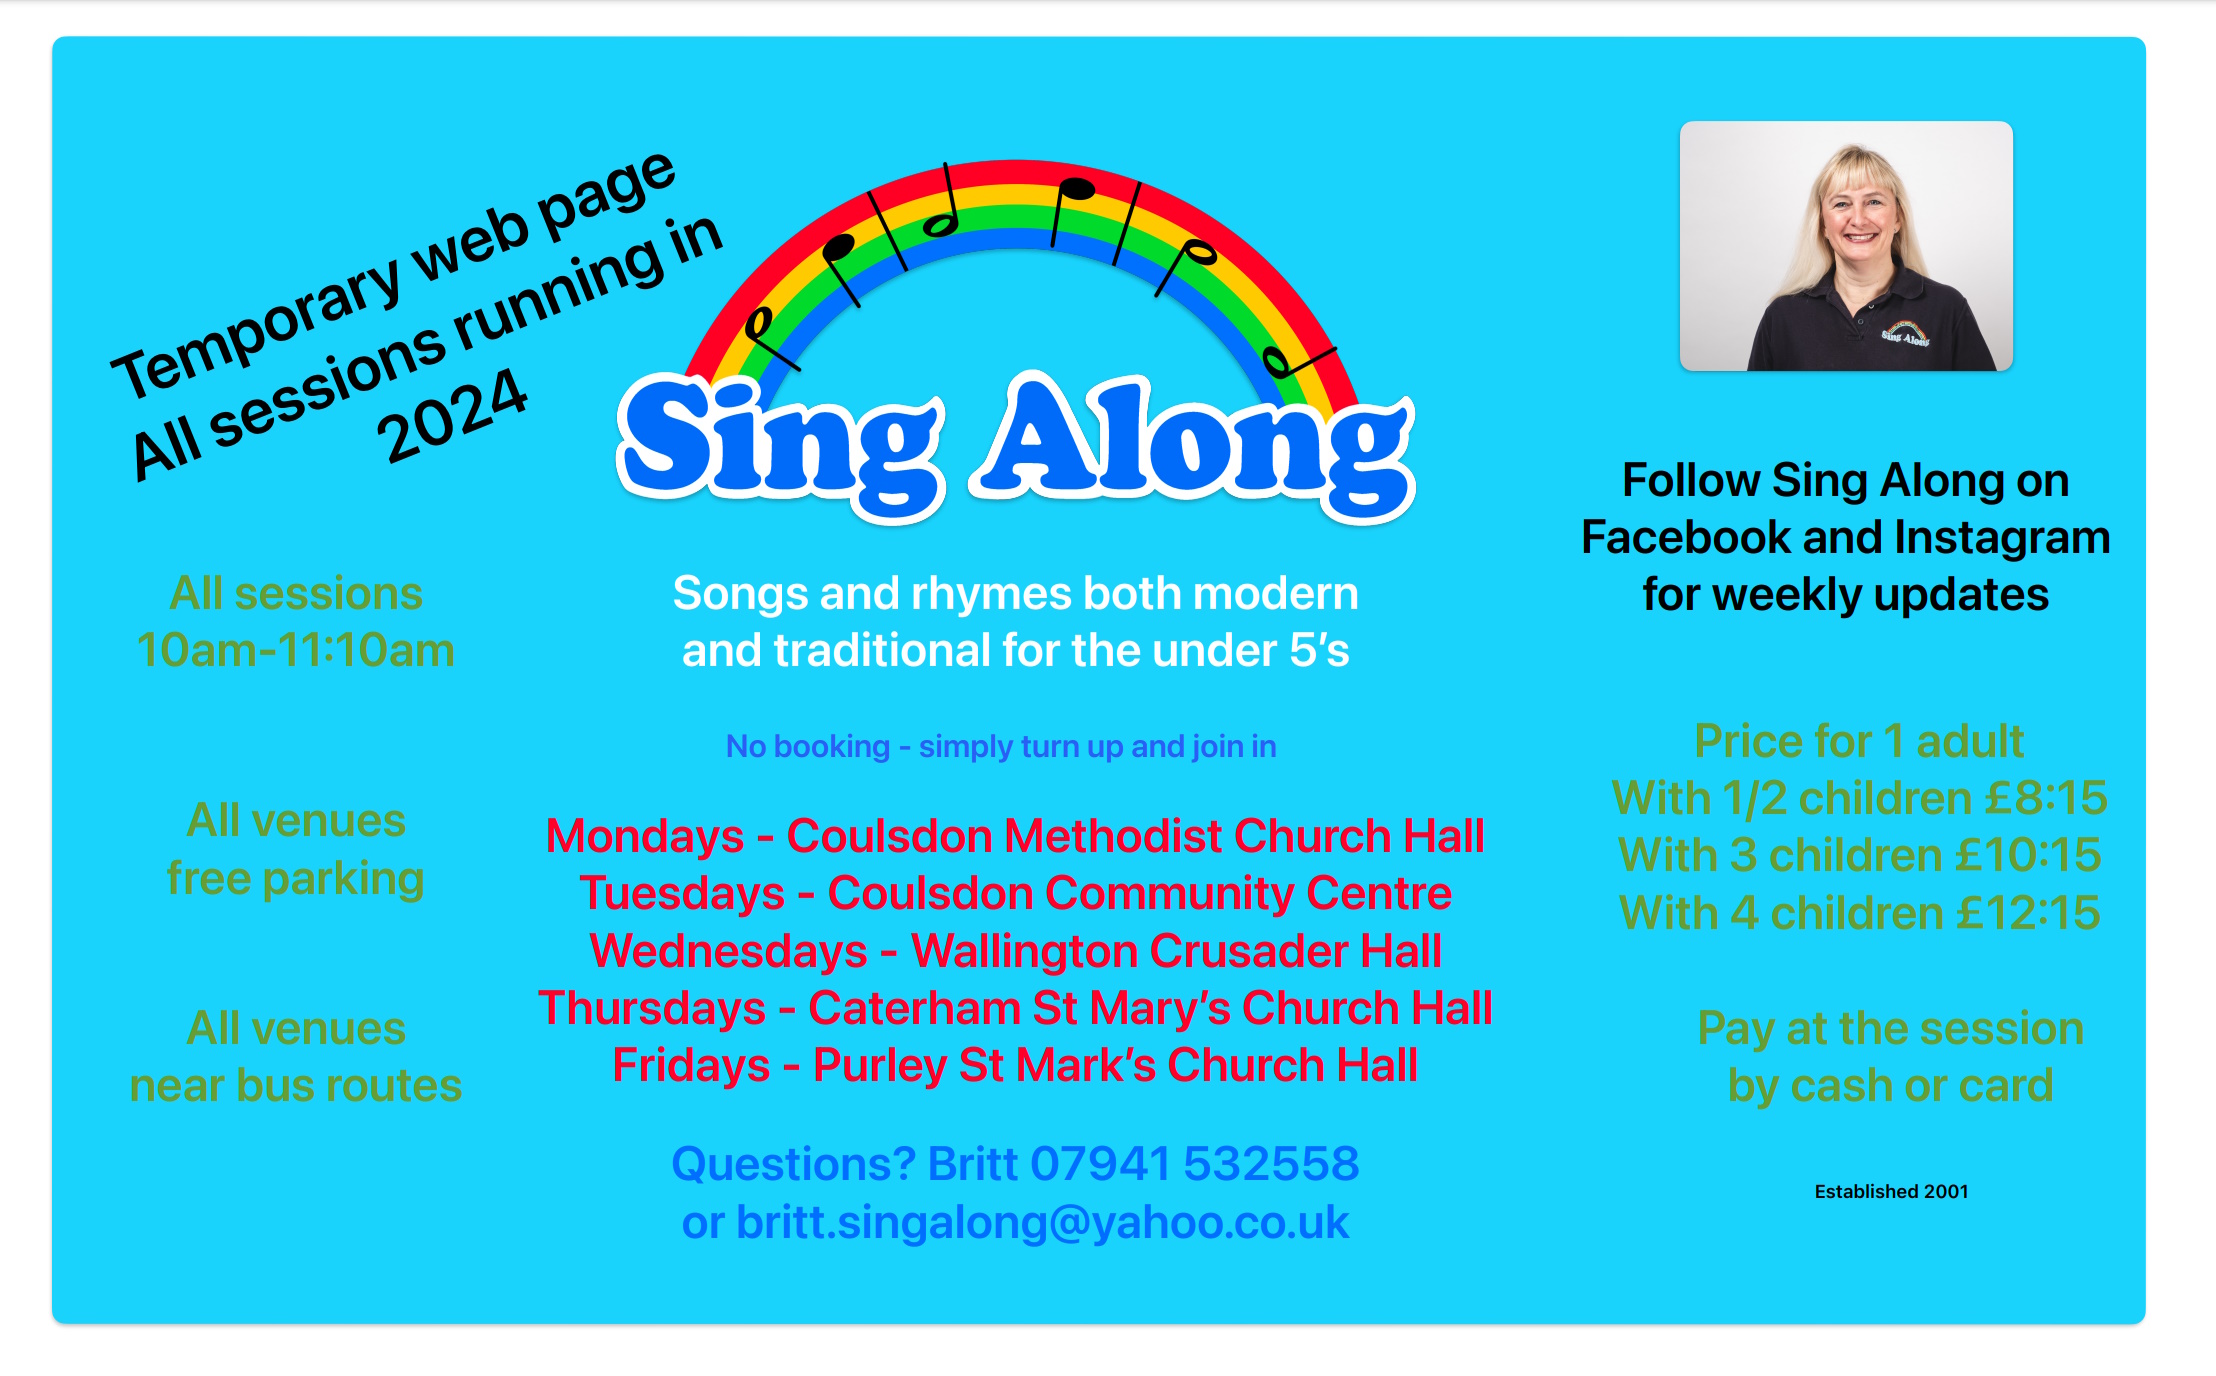 Temporary web page
All sessions running in
2024
Sing Along
Sing Along
Follow Sing Along on
Facebook and Instagram
for weekly updates
All sessions
10am-11:10am
Songs and rhymes both modern
and traditional for the under 5’s
No booking - simply turn up and join in
All venues
free parking
Mondays - Coulsdon Methodist Church Hall
Tuesdays - Coulsdon Community Centre
Wednesdays - Wallington Crusader Hall
Thursdays - Caterham St Mary’s Church Hall
Fridays - Purley St Mark’s Church Hall
Price for 1 adult
With 1/2 children £8:15
With 3 children £10:15
With 4 children £12:15
All venues
near bus routes
Pay at the session
by cash or card
Questions? Britt 07941 532558
or britt.singalong@yahoo.co.uk
Established 2001